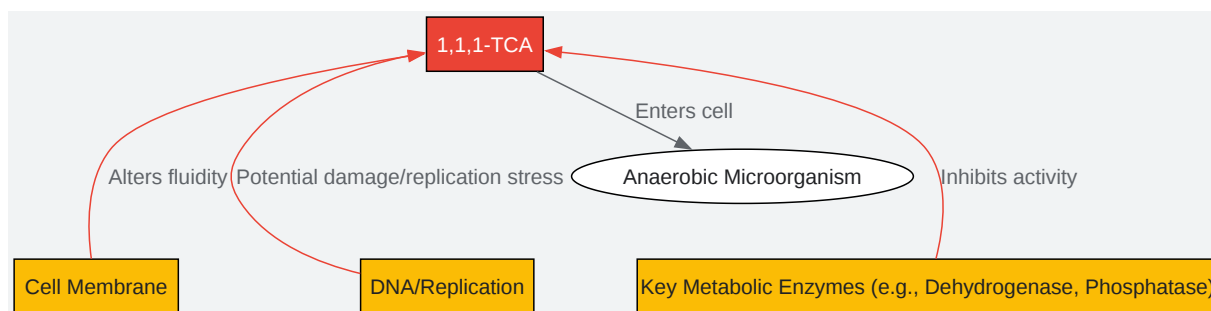 1,1,1-TCA
Enters cell
Alters fluidity
Potential damage/replication stress
Anaerobic Microorganism
Inhibits activity
Cell Membrane
DNA/Replication
Key Metabolic Enzymes (e.g., Dehydrogenase, Phosphatase)